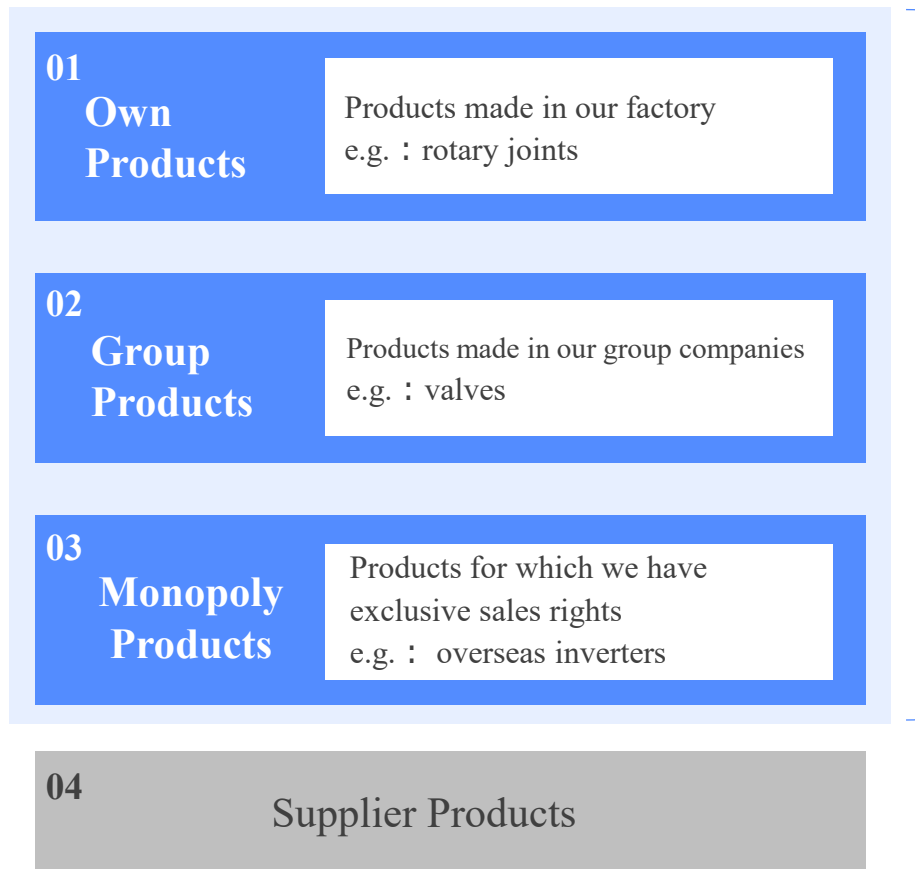 01
Own
Products
Products made in our factory
e.g. : rotary joints
02
Group
Products
Products made in our group companies
e.g. : valves
03
Monopoly
Products
Products for which we have
exclusive sales rights
e.g. : overseas inverters
04
Supplier Products